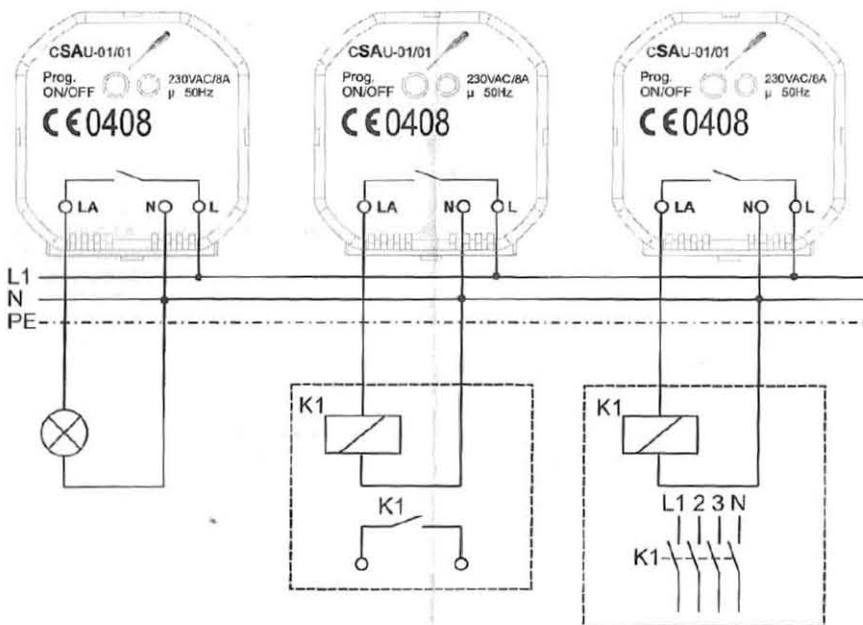 CSAU-01/01
Prog. 230VAC/8A
ON/OFF µ 50Hz
CE0408
LA N L
CSAU-01/01
Prog. 230VAC/8A
ON/OFF µ 50Hz
CE0408
LA N L
CSAU-01/01
Prog. 230VAC/8A
ON/OFF µ 50Hz
CE0408
LA N L
L1
N
PE
K1
K1
K1
L1 2 3 N
K1